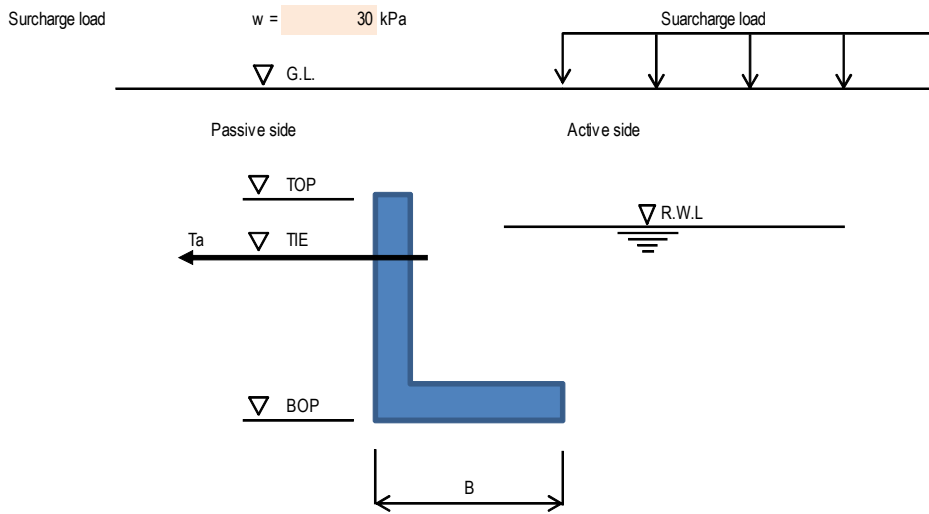 Surcharge load w = 30 kPa Suarcharge load
G.L.
Passive side Active side
TOP
R.W.L
Ta TIE
BOP
B